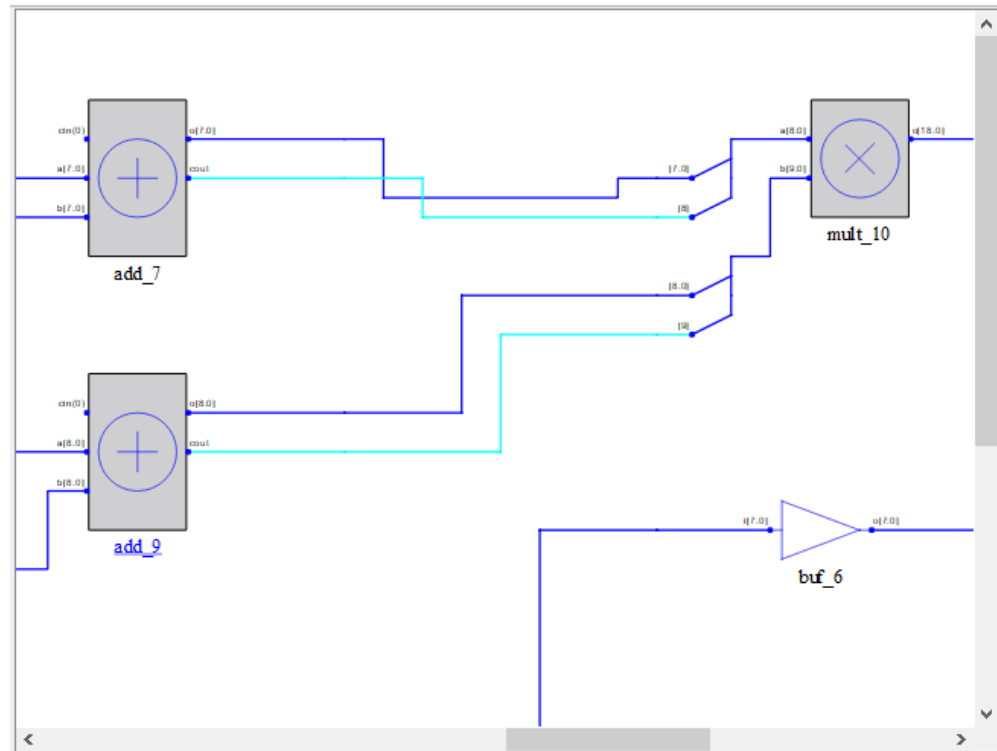 cin(0) o[7.0]
a[7.0] cout
b[7.0]
add_7
[7.0]
[8]
a[8.0] o[18.0]
b[9.0]
mult_10
[8.0]
[9]
cin(0) o[8.0]
a[8.0] cout
b[8.0]
add_9
i[7.0] o[7.0]
buf_6